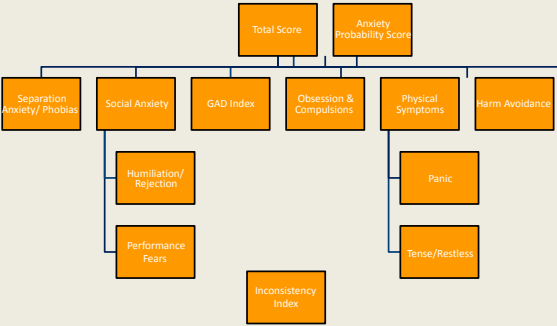 Total Score
Anxiety
Probability Score
Separation
Anxiety/ Phobias
Social Anxiety
GAD Index
Obsession &
Compulsions
Physical
Symptoms
Harm Avoidance
Humiliation/
Rejection
Panic
Performance
Fears
Tense/Restless
Inconsistency
Index